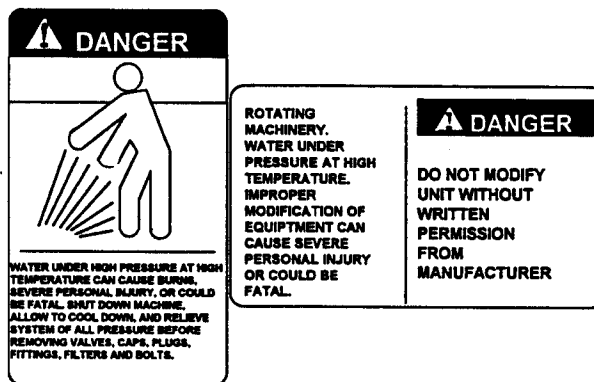 DANGER
WATER UNDER HIGH PRESSURE AT HIGH
TEMPERATURE CAN CAUSE BURNS,
SEVERE PERSONAL INJURY, OR COULD
BE FATAL. SHUT DOWN MACHINE,
ALLOW TO COOL DOWN, AND RELIEVE
SYSTEM OF ALL PRESSURE BEFORE
REMOVING VALVES, CAPS, PLUGS,
FITTINGS, FILTERS AND BOLTS.
ROTATING
MACHINERY.
WATER UNDER
PRESSURE AT HIGH
TEMPERATURE.
IMPROPER
MODIFICATION OF
EQUIPTMENT CAN
CAUSE SEVERE
PERSONAL INJURY
OR COULD BE
FATAL.
DANGER
DO NOT MODIFY
UNIT WITHOUT
WRITTEN
PERMISSION
FROM
MANUFACTURER